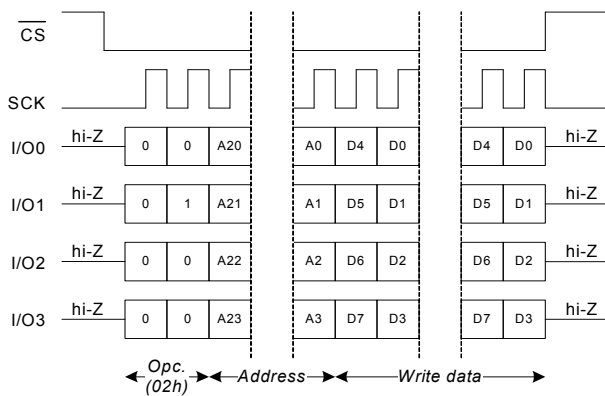 CS
SCK
I/O0 hi-Z 0 0 A20 A0 D4 D0 D4 D0 hi-Z
I/O1 hi-Z 0 1 A21 A1 D5 D1 D5 D1 hi-Z
I/O2 hi-Z 0 0 A22 A2 D6 D2 D6 D2 hi-Z
I/O3 hi-Z 0 0 A23 A3 D7 D3 D7 D3 hi-Z
Opc. Address Write data
(02h)